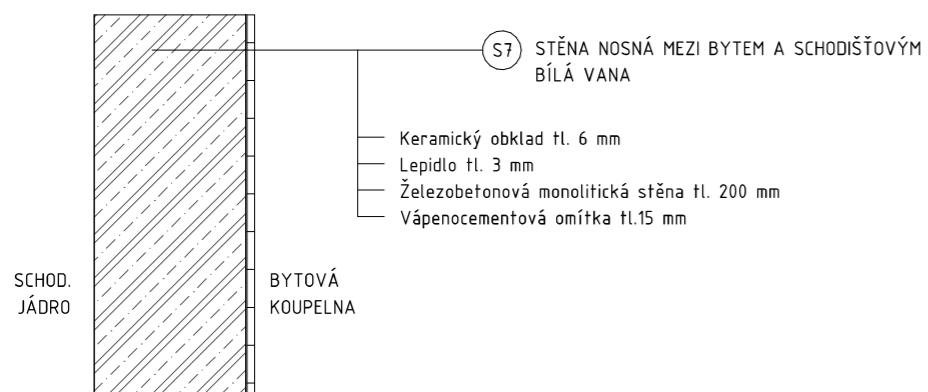 S7 STĚNA NOSNÁ MEZI BYTEM A SCHODIŠŤOVÝM
BÍLÁ VANA
Keramický obklad tl. 6 mm
Lepidlo tl. 3 mm
Železobetonová monolitická stěna tl. 200 mm
Vápenocementová omítka tl.15 mm
SCHOD.
JÁDRO
BYTOVÁ
KOUPELNA